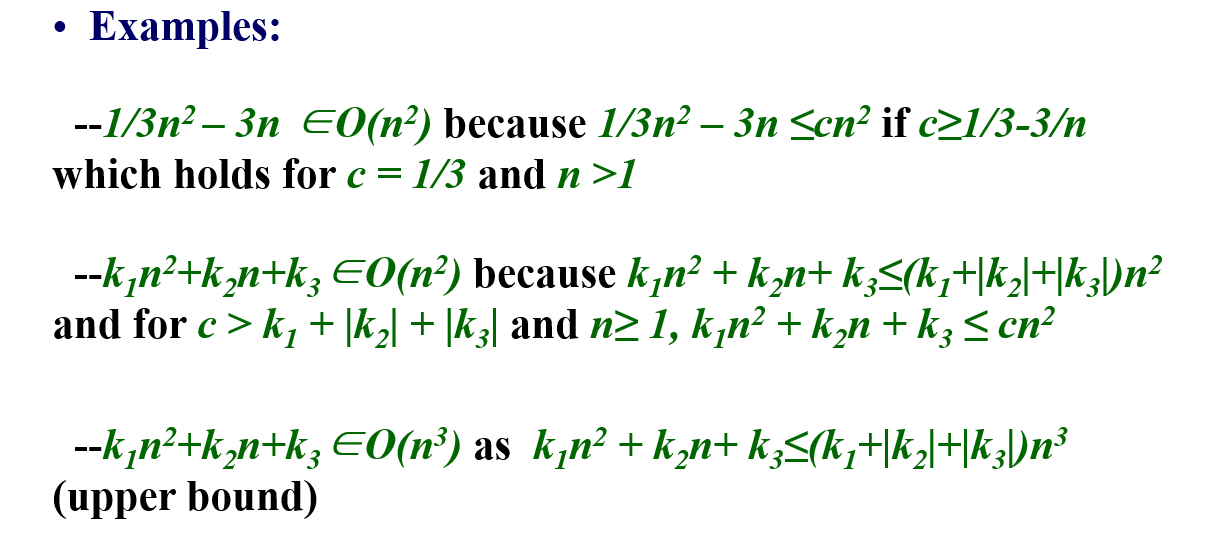 • Examples:
--1/3n² – 3n ∈O(n²) because 1/3n² – 3n ≤cn² if c≥1/3-3/n
which holds for c = 1/3 and n >1
--k₁n²+k₂n+k₃ ∈O(n²) because k₁n² + k₂n+ k₃≤(k₁+|k₂|+|k₃|)n²
and for c > k₁ + |k₂| + |k₃| and n≥ 1, k₁n² + k₂n + k₃ ≤ cn²
--k₁n²+k₂n+k₃ ∈O(n³) as k₁n² + k₂n+ k₃≤(k₁+|k₂|+|k₃|)n³
(upper bound)